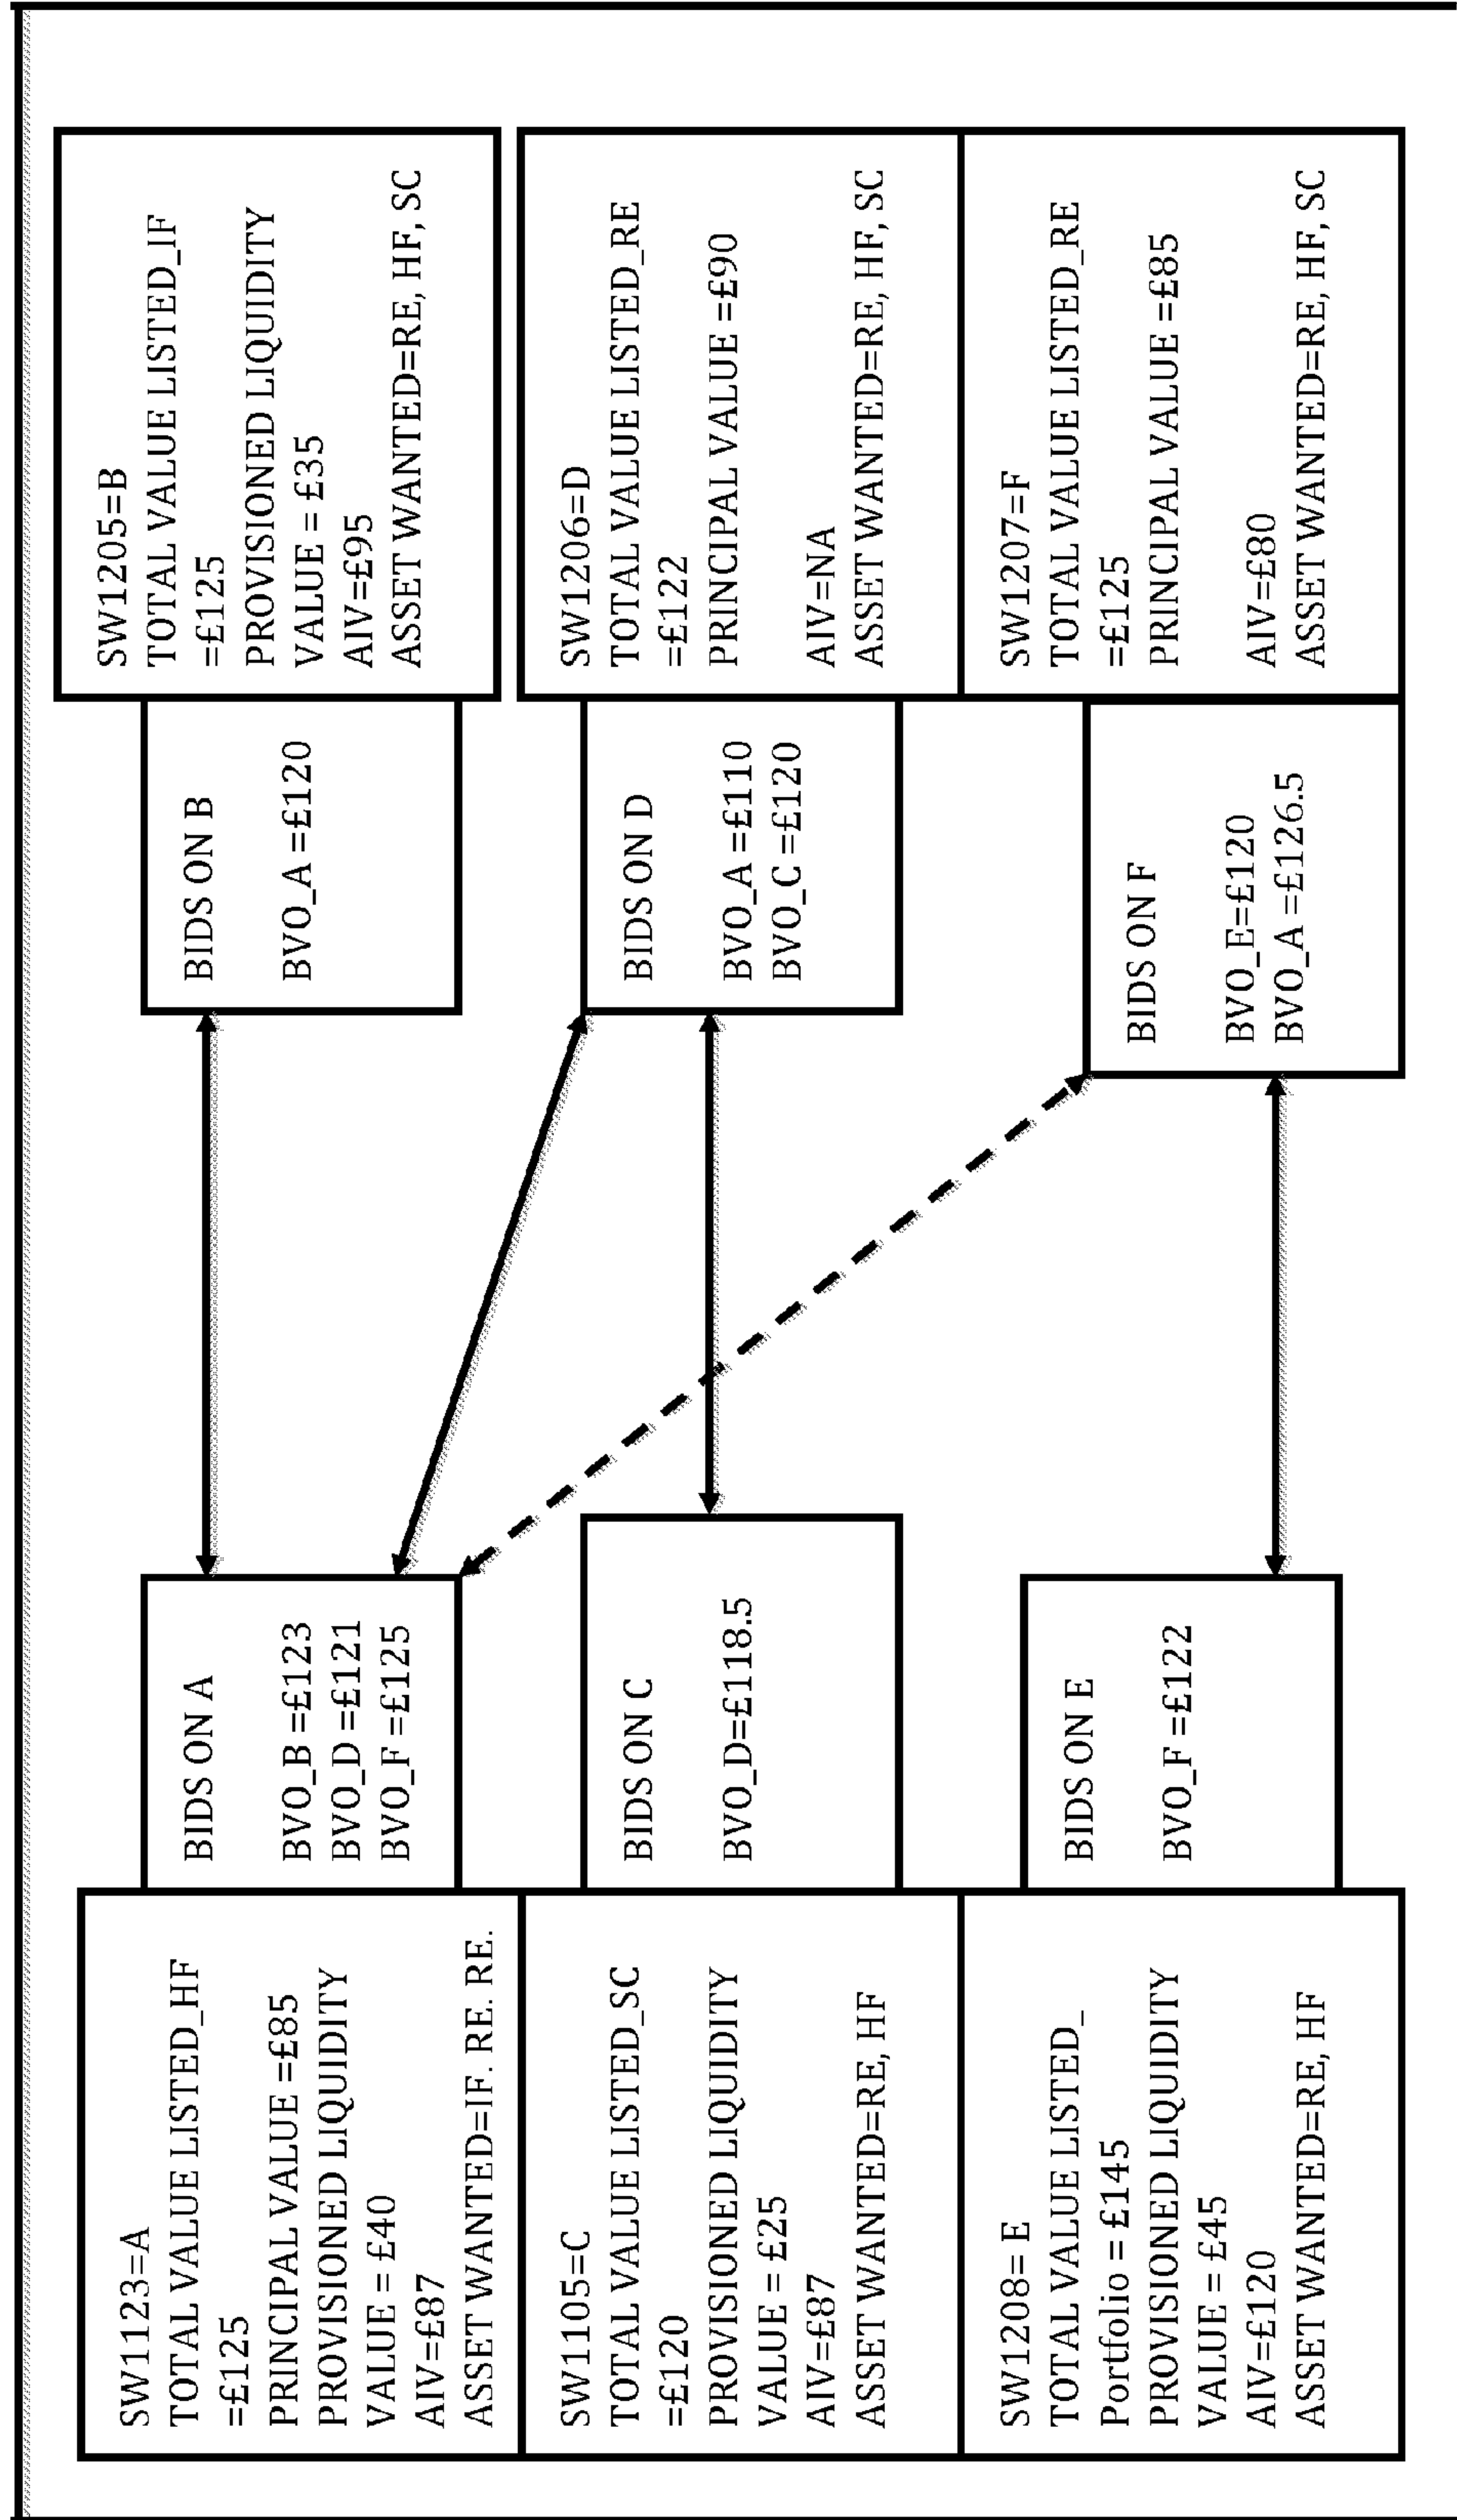 SW1123=A
TOTAL VALUE LISTED_HF
=£125
PRINCIPAL VALUE =£85
PROVISIONED LIQUIDITY
VALUE = £40
AIV=£87
ASSET WANTED=IF. RE. RE.
BIDS ON A
BVO_B =£123
BVO_D =£121
BVO_F =£125
BIDS ON B
BVO_A =£120
SW1205=B
TOTAL VALUE LISTED_IF
=£125
PROVISIONED LIQUIDITY
VALUE = £35
AIV=£95
ASSET WANTED=RE, HF, SC
SW1105=C
TOTAL VALUE LISTED_SC
=£120
PROVISIONED LIQUIDITY
VALUE = £25
AIV=£87
ASSET WANTED=RE, HF
BIDS ON C
BVO_D=£118.5
BIDS ON D
BVO_A =£110
BVO_C =£120
SW1206=D
TOTAL VALUE LISTED_RE
=£122
PRINCIPAL VALUE =£90
AIV=NA
ASSET WANTED=RE, HF, SC
SW1208= E
TOTAL VALUE LISTED_
Portfolio = £145
PROVISIONED LIQUIDITY
VALUE = £45
AIV=£120
ASSET WANTED=RE, HF
BIDS ON E
BVO_F =£122
BIDS ON F
BVO_E=£120
BVO_A =£126.5
SW1207=F
TOTAL VALUE LISTED_RE
=£125
PRINCIPAL VALUE =£85
AIV=£80
ASSET WANTED=RE, HF, SC